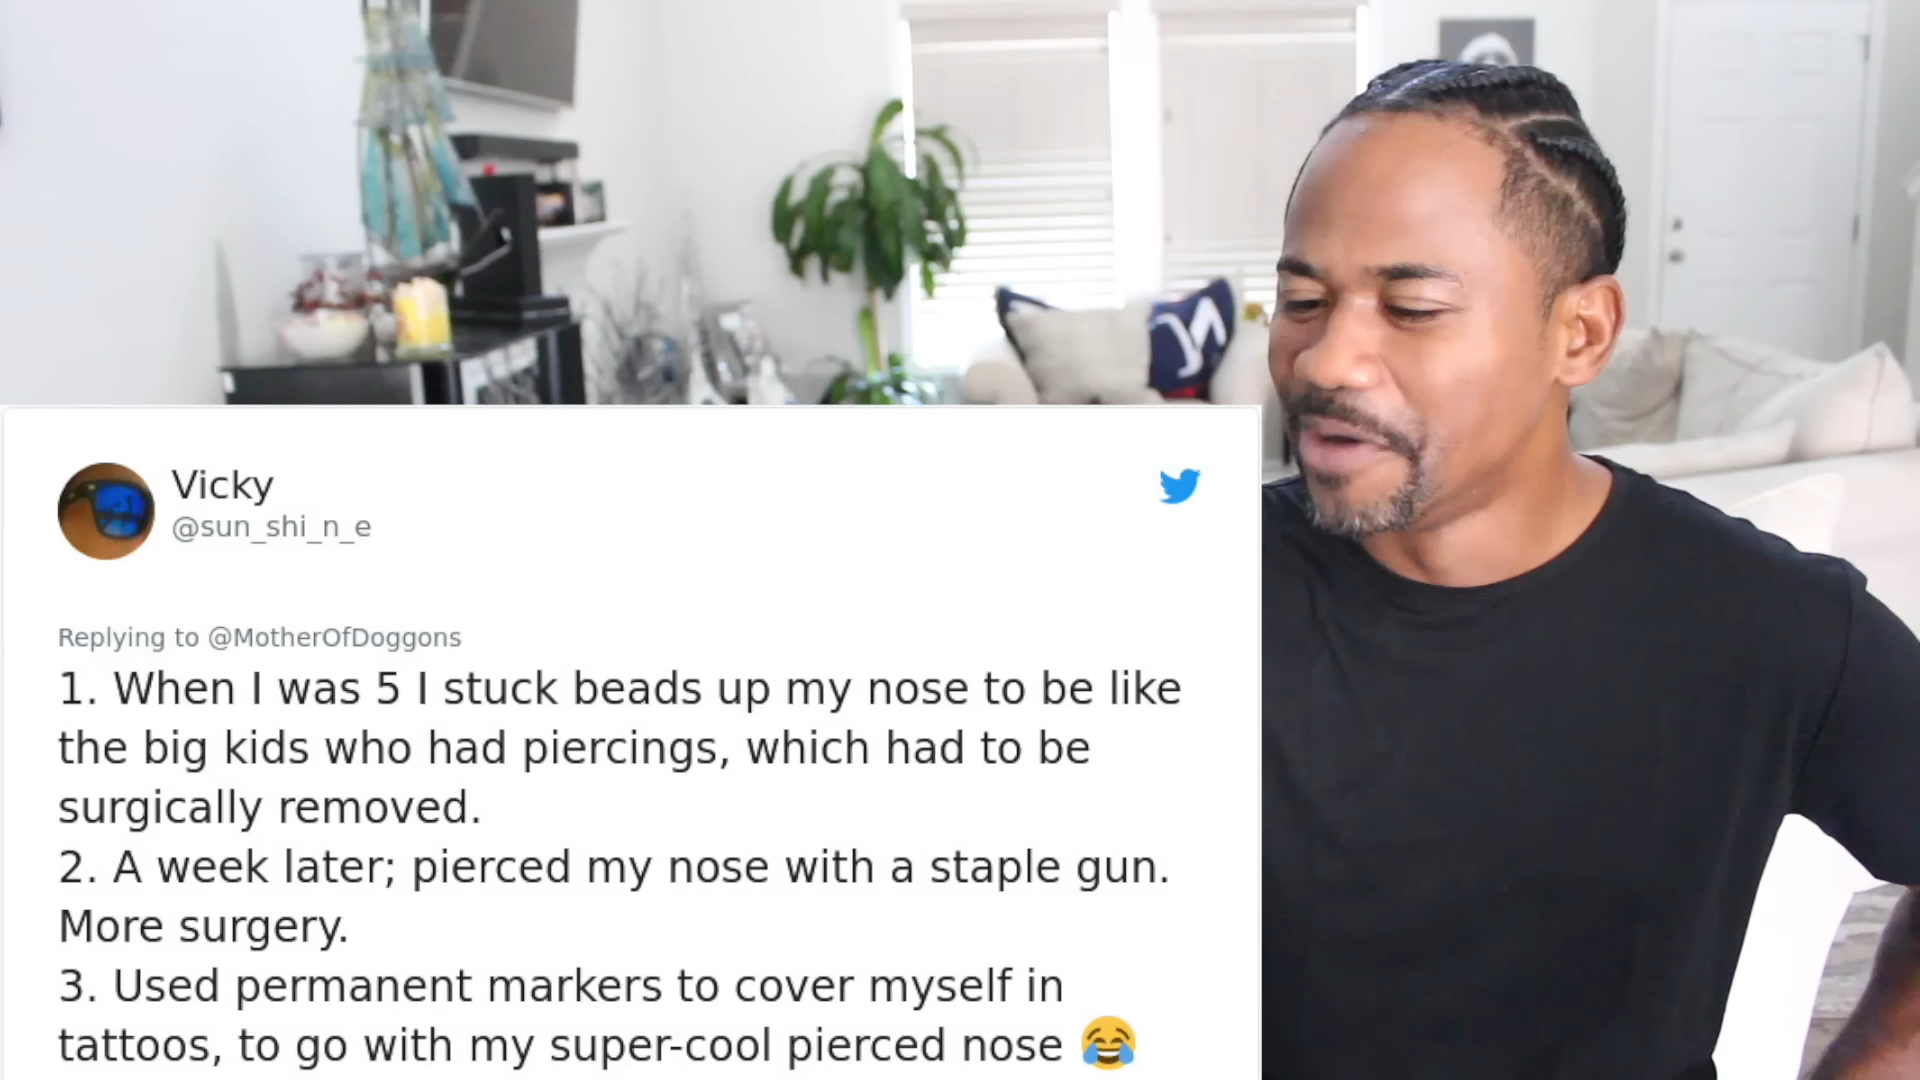 Vicky
@sun_shi_n_e
Replying to @MotherOfDoggons
1. When I was 5 I stuck beads up my nose to be like
the big kids who had piercings, which had to be
surgically removed.
2. A week later; pierced my nose with a staple gun.
More surgery.
3. Used permanent markers to cover myself in
tattoos, to go with my super-cool pierced nose 😂